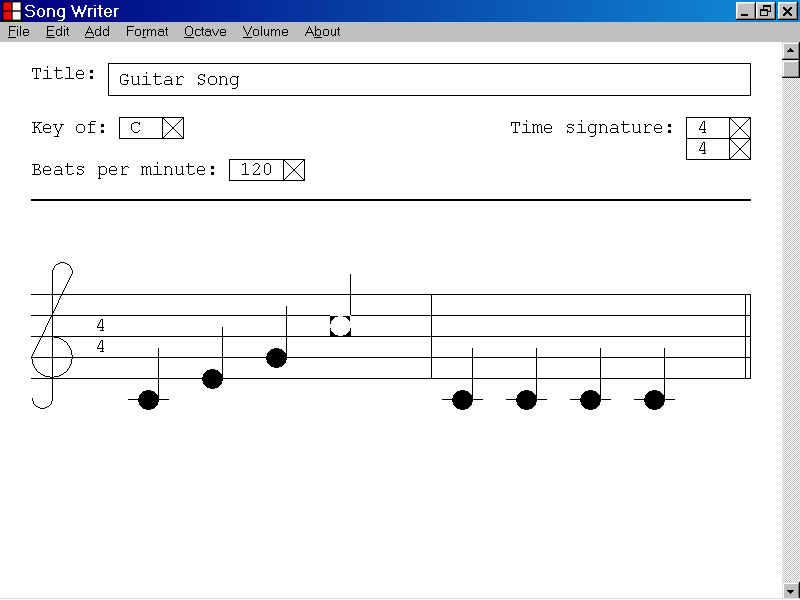 Song Writer
File Edit Add Format Octave Volume About
Title: Guitar Song
Key of: C Time signature: 4
4
Beats per minute: 120
4
4